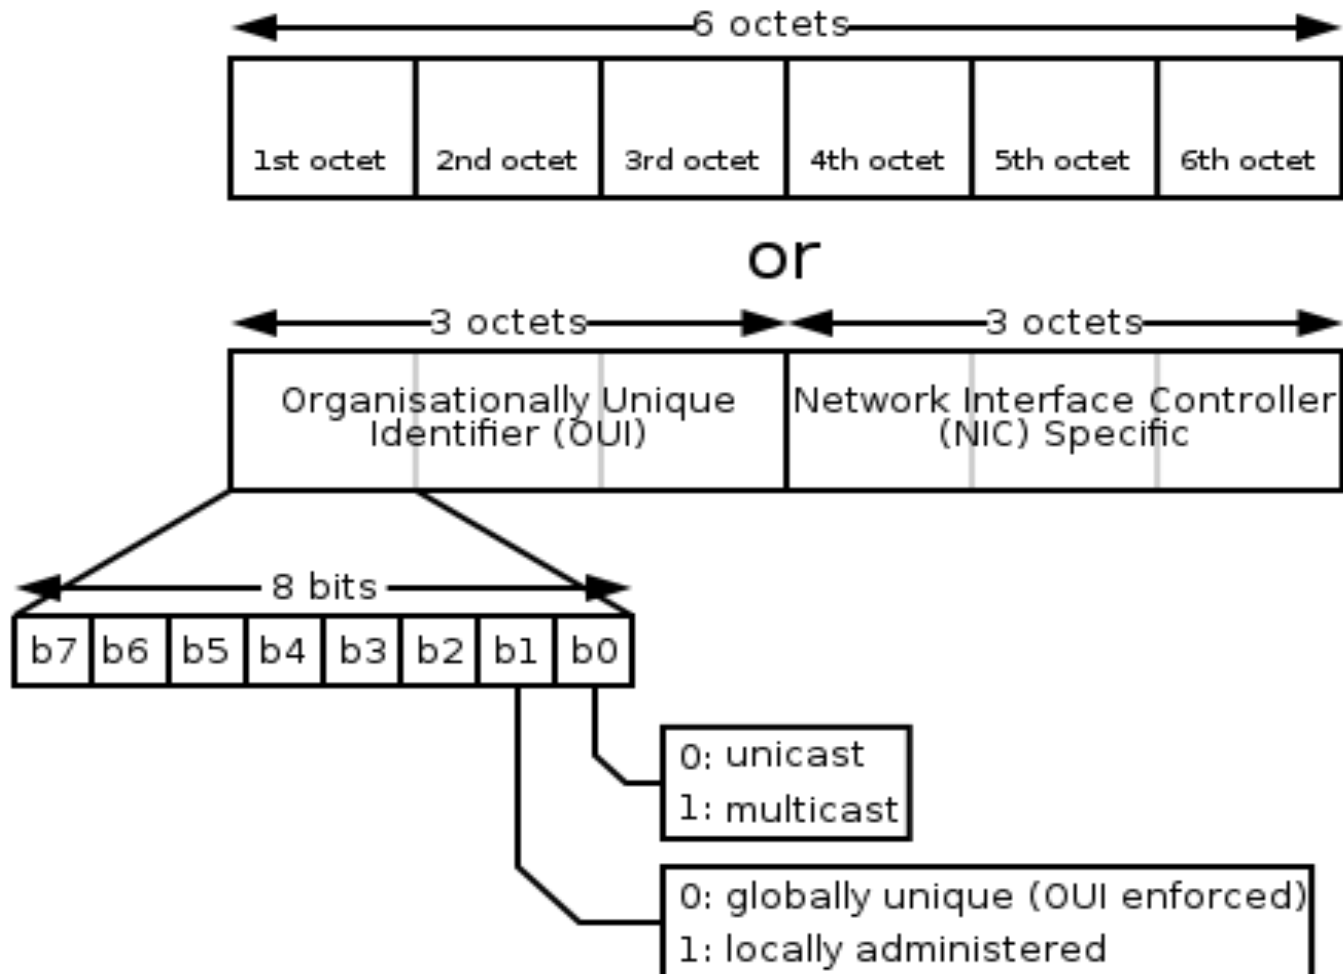 6 octets
1st octet 2nd octet 3rd octet 4th octet 5th octet 6th octet
or
3 octets 3 octets
Organisationally Unique
Identifier (OUI)
Network Interface Controller
(NIC) Specific
8 bits
b7 b6 b5 b4 b3 b2 b1 b0
0: unicast
1: multicast
0: globally unique (OUI enforced)
1: locally administered